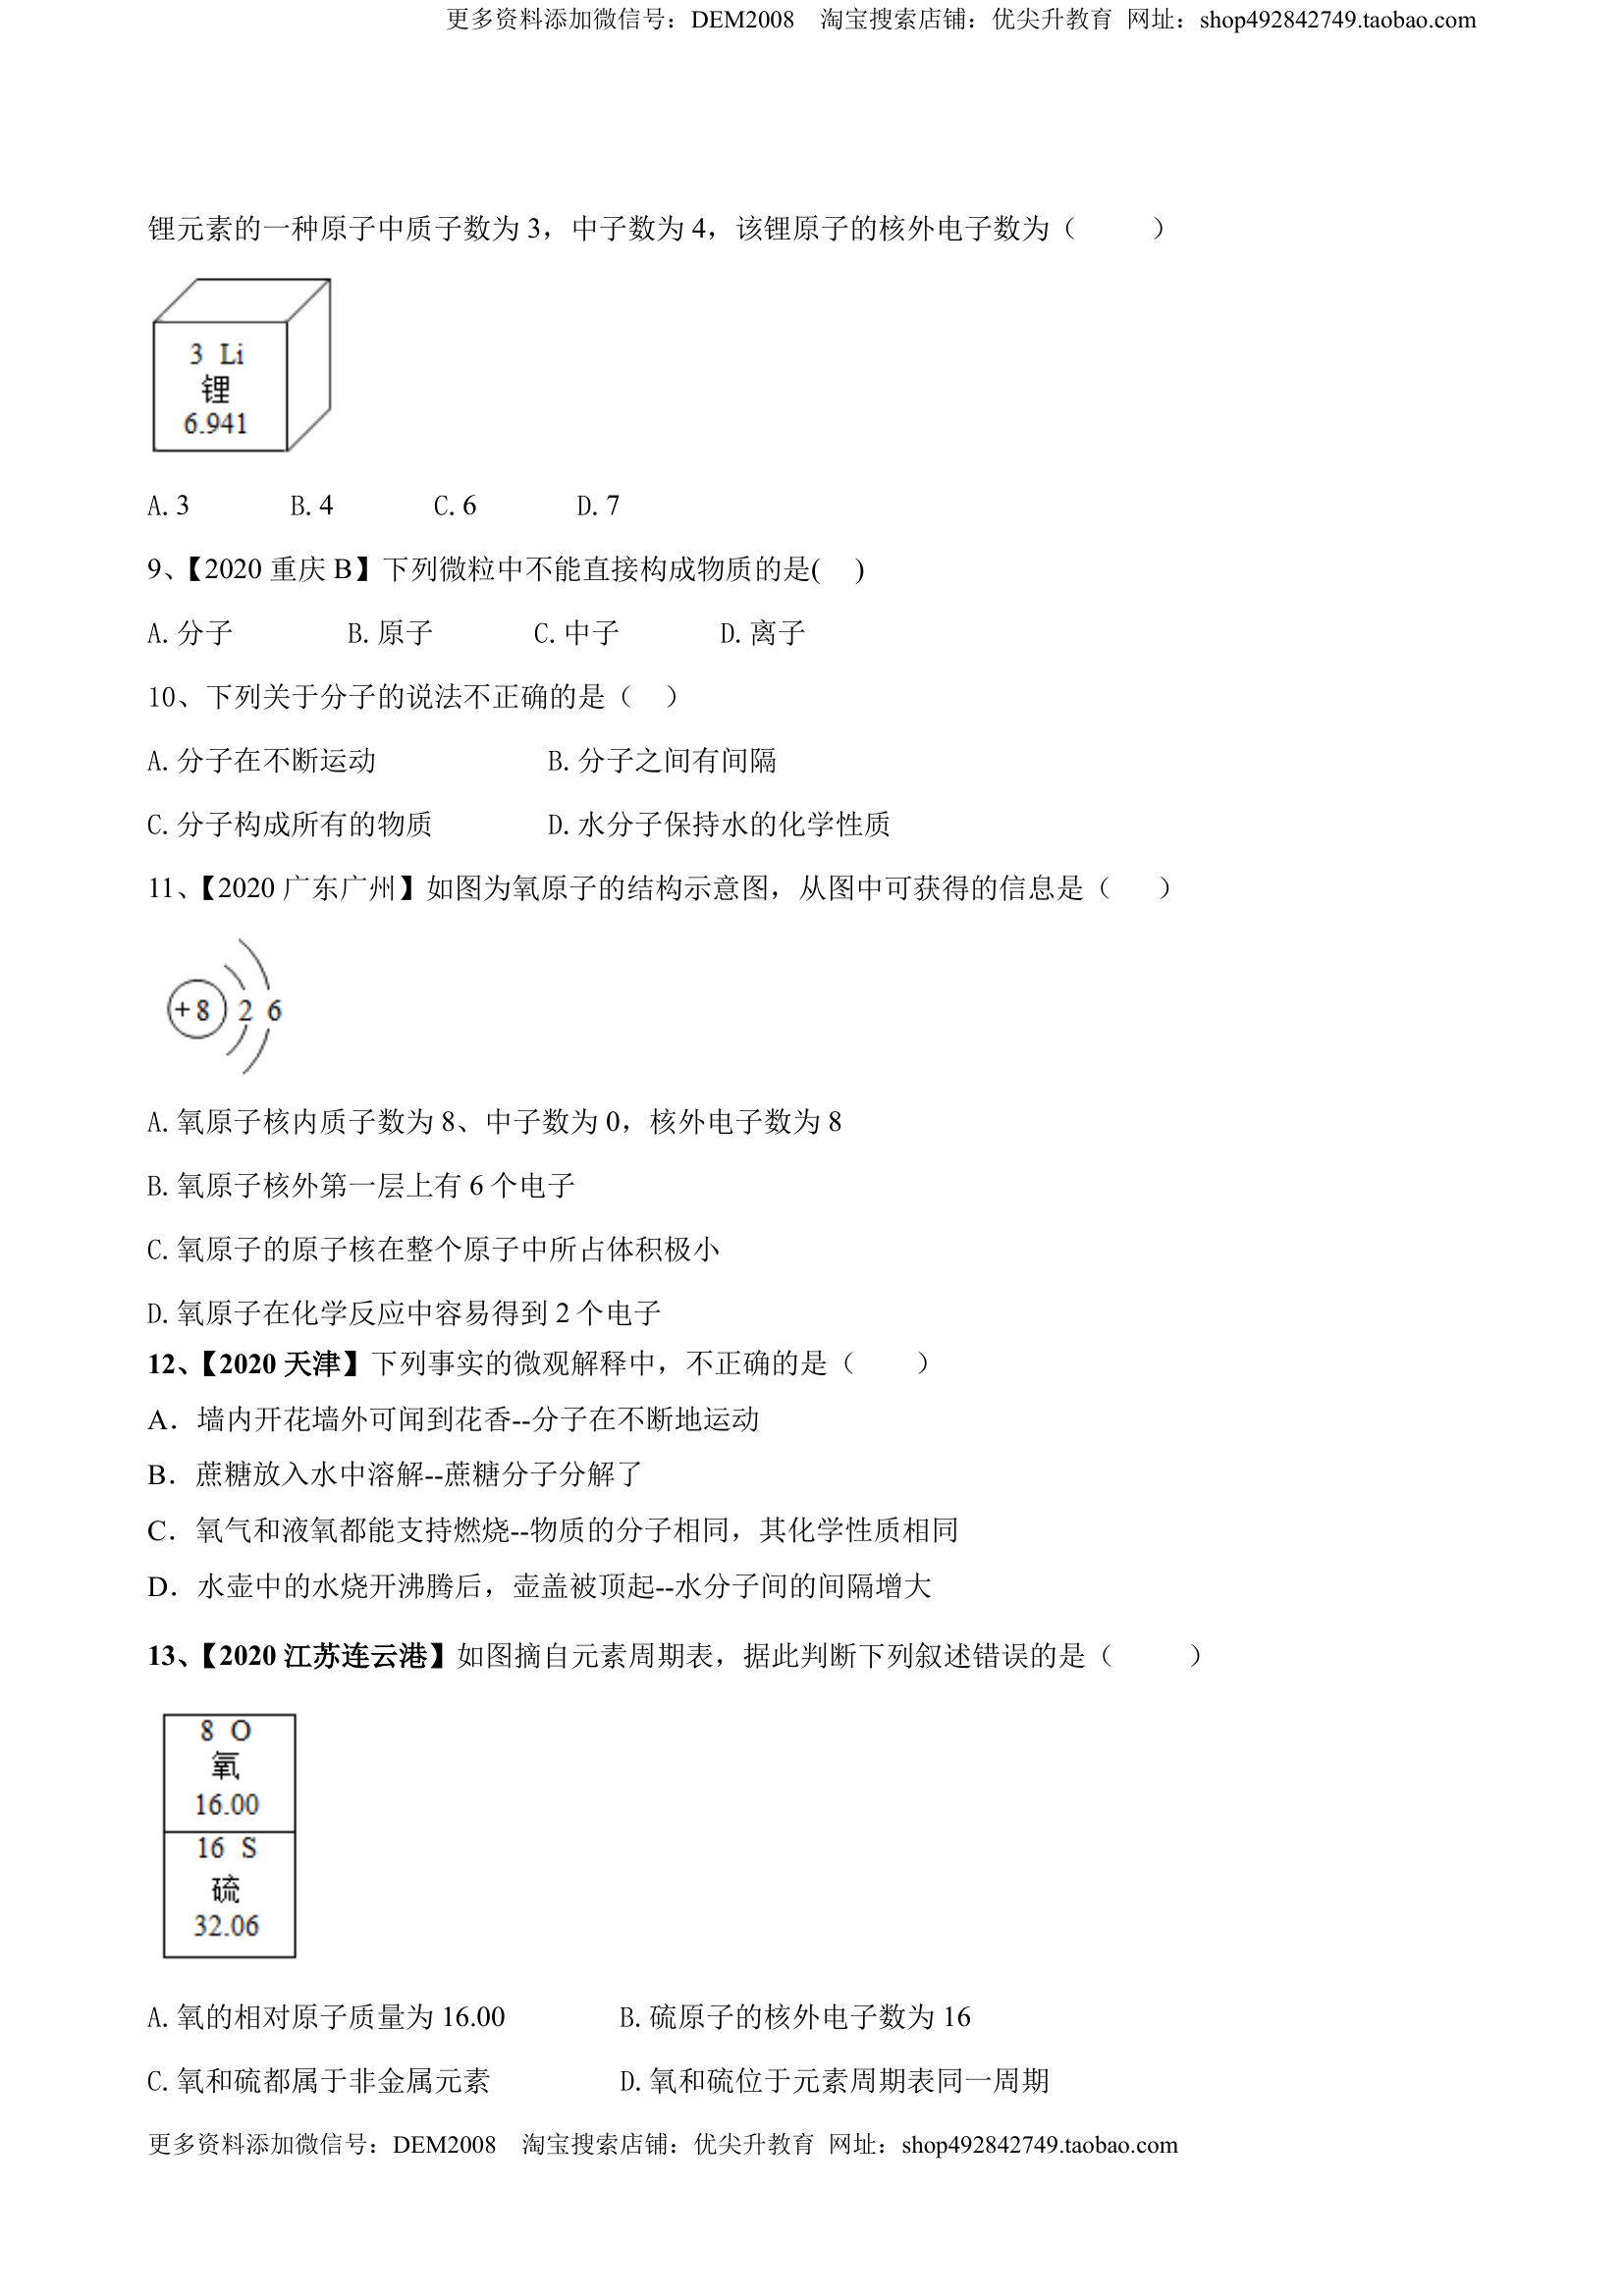 更多资料添加微信号：DEM2008　淘宝搜索店铺：优尖升教育 网址：shop492842749.taobao.com
锂元素的一种原子中质子数为 3，中子数为 4，该锂原子的核外电子数为（　　）
3 Li
锂
6.941
A. 3　B. 4　C. 6　D. 7
9、【2020 重庆 B】下列微粒中不能直接构成物质的是(　)
A. 分子　B. 原子　C. 中子　D. 离子
10、下列关于分子的说法不正确的是（　）
A. 分子在不断运动　B. 分子之间有间隔
C. 分子构成所有的物质　D. 水分子保持水的化学性质
11、【2020 广东广州】如图为氧原子的结构示意图，从图中可获得的信息是（　）
+8 2 6
A. 氧原子核内质子数为 8、中子数为 0，核外电子数为 8
B. 氧原子核外第一层上有 6 个电子
C. 氧原子的原子核在整个原子中所占体积极小
D. 氧原子在化学反应中容易得到 2 个电子
12、【2020 天津】下列事实的微观解释中，不正确的是（　　）
A．墙内开花墙外可闻到花香--分子在不断地运动
B．蔗糖放入水中溶解--蔗糖分子分解了
C．氧气和液氧都能支持燃烧--物质的分子相同，其化学性质相同
D．水壶中的水烧开沸腾后，壶盖被顶起--水分子间的间隔增大
13、【2020 江苏连云港】如图摘自元素周期表，据此判断下列叙述错误的是（　　）
8 O
氧
16.00
16 S
硫
32.06
A. 氧的相对原子质量为 16.00　B. 硫原子的核外电子数为 16
C. 氧和硫都属于非金属元素　D. 氧和硫位于元素周期表同一周期
更多资料添加微信号：DEM2008　淘宝搜索店铺：优尖升教育 网址：shop492842749.taobao.com